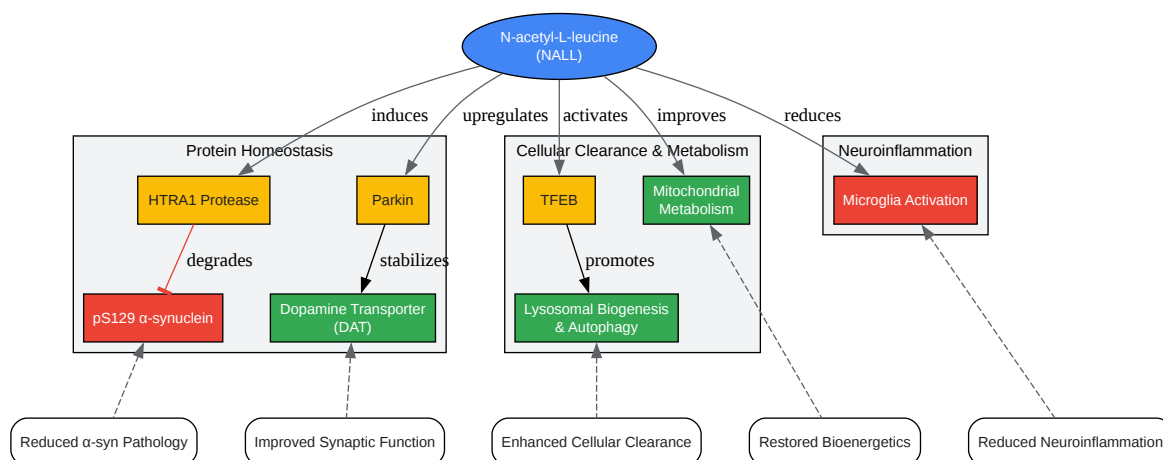 N-acetyl-L-leucine
(NALL)
induces
upregulates
activates
improves
reduces
Protein Homeostasis
Cellular Clearance & Metabolism
Neuroinflammation
HTRA1 Protease
Parkin
TFEB
Mitochondrial
Metabolism
Microglia Activation
degrades
stabilizes
promotes
pS129 α-synuclein
Dopamine Transporter
(DAT)
Lysosomal Biogenesis
& Autophagy
Reduced α-syn Pathology
Improved Synaptic Function
Enhanced Cellular Clearance
Restored Bioenergetics
Reduced Neuroinflammation